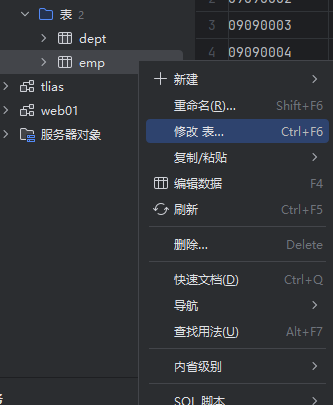 表 2
dept
emp
tlias
web01
服务器对象
2
3 09090003
4 09090004
新建
重命名(R)... Shift+F6
修改 表... Ctrl+F6
复制/粘贴
编辑数据 F4
刷新 Ctrl+F5
删除... Delete
快速文档(D) Ctrl+Q
导航
查找用法(U) Alt+F7
内省级别
SQL 脚本